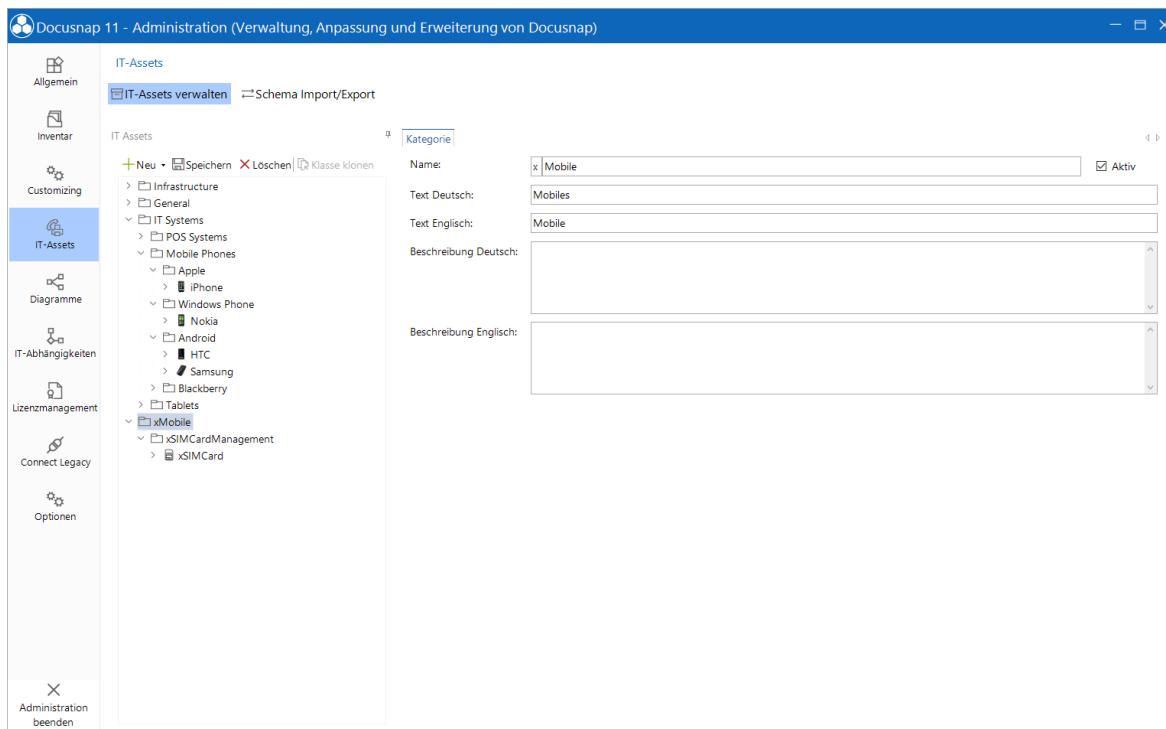 Docusnap 11 - Administration (Verwaltung, Anpassung und Erweiterung von Docusnap)
Allgemein
Inventar
Customizing
IT-Assets
Diagramme
IT-Abhängigkeiten
Lizenzmanagement
Connect Legacy
Optionen
Administration
beenden
IT-Assets
IT-Assets verwalten Schema Import/Export
IT Assets
Neu Speichern Löschen Klasse klonen
Infrastructure
General
IT Systems
POS Systems
Mobile Phones
Apple
iPhone
Windows Phone
Nokia
Android
HTC
Samsung
Blackberry
Tablets
xMobile
xSIMCardManagement
xSIMCard
Kategorie
Name: x Mobile Aktiv
Text Deutsch: Mobiles
Text Englisch: Mobile
Beschreibung Deutsch:
Beschreibung Englisch: